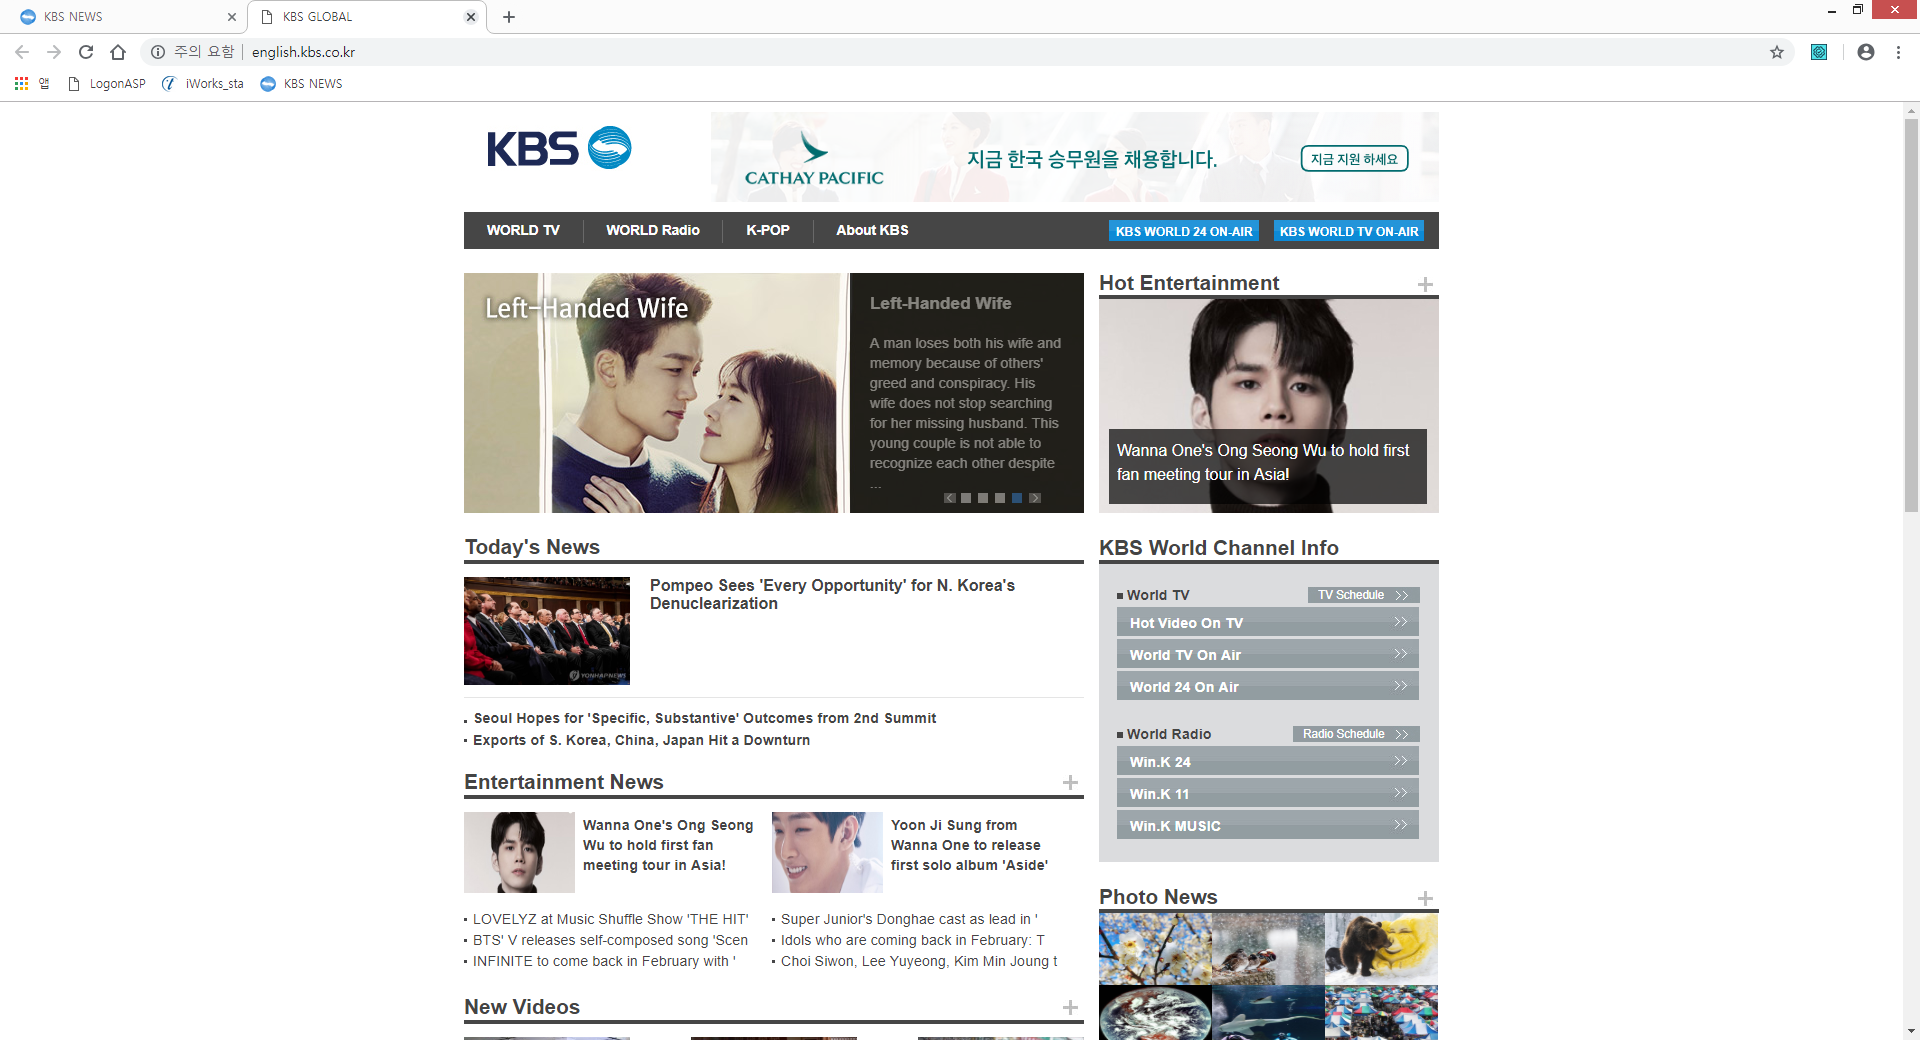 KBS NEWS
KBS GLOBAL
주의 요함
english.kbs.co.kr
앱
LogonASP
iWorks_sta
KBS NEWS
KBS
CATHAY PACIFIC
지금 한국 승무원을 채용합니다.
지금 지원 하세요
WORLD TV
WORLD Radio
K-POP
About KBS
KBS WORLD 24 ON-AIR
KBS WORLD TV ON-AIR
Left-Handed Wife
Left-Handed Wife
A man loses both his wife and
memory because of others'
greed and conspiracy. His
wife does not stop searching
for her missing husband. This
young couple is not able to
recognize each other despite
...
Hot Entertainment
Wanna One's Ong Seong Wu to hold first
fan meeting tour in Asia!
Today's News
Pompeo Sees 'Every Opportunity' for N. Korea's
Denuclearization
YONHAPNEWS
Seoul Hopes for 'Specific, Substantive' Outcomes from 2nd Summit
Exports of S. Korea, China, Japan Hit a Downturn
Entertainment News
Wanna One's Ong Seong
Wu to hold first fan
meeting tour in Asia!
Yoon Ji Sung from
Wanna One to release
first solo album 'Aside'
LOVELYZ at Music Shuffle Show 'THE HIT'
BTS' V releases self-composed song 'Scen
INFINITE to come back in February with '
Super Junior's Donghae cast as lead in '
Idols who are coming back in February: T
Choi Siwon, Lee Yuyeong, Kim Min Joung t
New Videos
KBS World Channel Info
World TV
TV Schedule
Hot Video On TV
World TV On Air
World 24 On Air
World Radio
Radio Schedule
Win.K 24
Win.K 11
Win.K MUSIC
Photo News